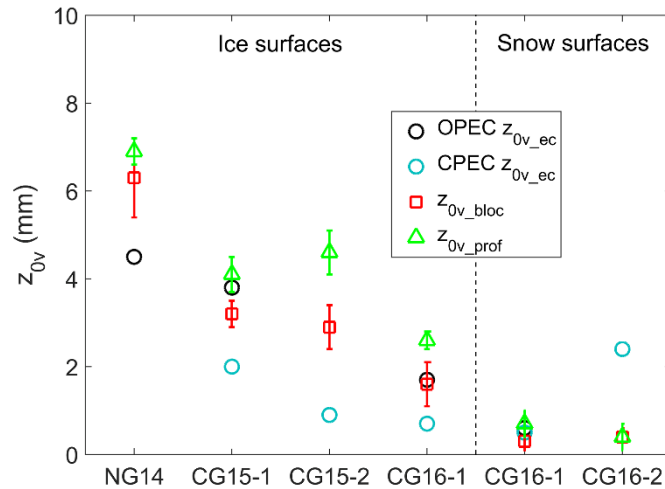 Ice surfaces
Snow surfaces
OPEC z0v_ec
CPEC z0v_ec
z0v_bloc
z0v_prof
z0v (mm)
10
8
6
4
2
0
NG14 CG15-1 CG15-2 CG16-1 CG16-1 CG16-2